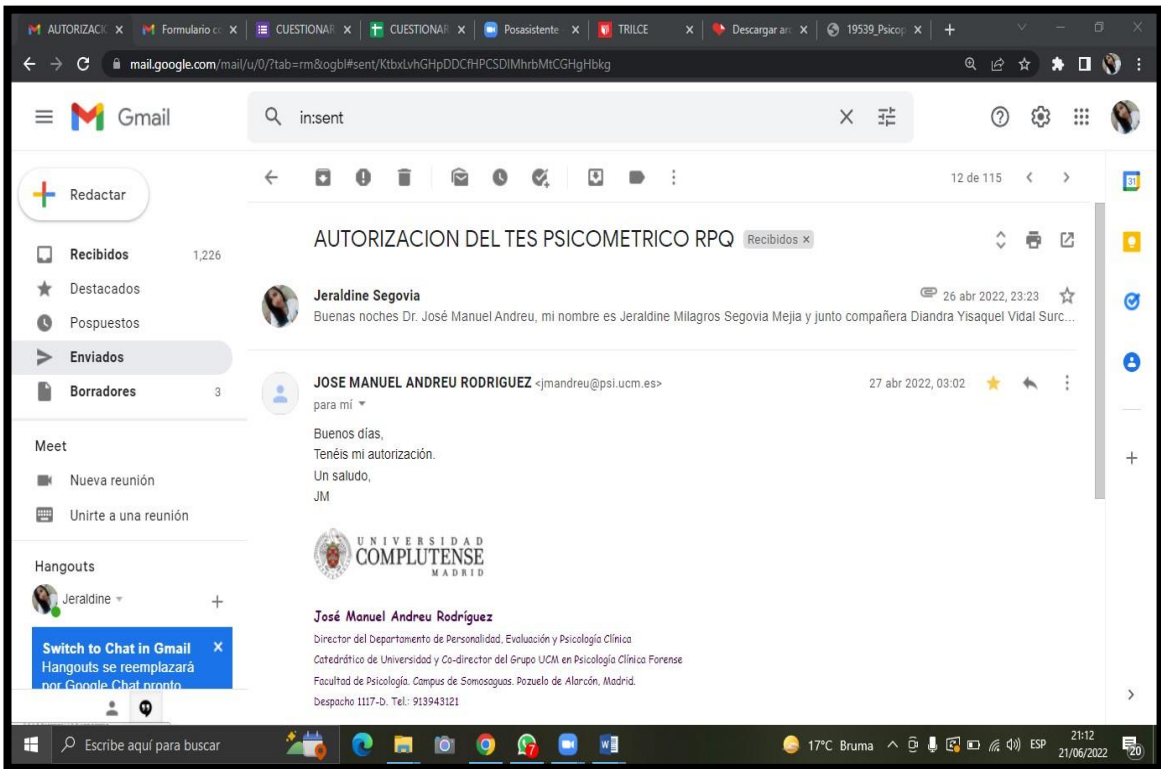 AUTORIZACIC
Formulario cc
CUESTIONAR
CUESTIONAR
Posasistente
TRILCE
Descargar arc
19539_Psicop
mail.google.com/mail/u/0/?tab=rm&ogbl#sent/KtbxLvhGHpDDCfHPCSDlMhrbMtCGHgHbkg
Gmail
in:sent
Redactar
12 de 115
31
AUTORIZACION DEL TES PSICOMETRICO RPQ Recibidos x
Recibidos 1,226
Destacados
Pospuestos
Enviados
Borradores 3
Jeraldine Segovia 26 abr 2022, 23:23
Buenas noches Dr. José Manuel Andreu, mi nombre es Jeraldine Milagros Segovia Mejia y junto compañera Diandra Yisaquel Vidal Surc...
JOSE MANUEL ANDREU RODRIGUEZ <jmandreu@psi.ucm.es> 27 abr 2022, 03:02
para mí
Buenos días,
Tenéis mi autorización.
Un saludo,
JM
Meet
Nueva reunión
Unirte a una reunión
Hangouts
Jeraldine
Switch to Chat in Gmail
Hangouts se reemplazará
por Google Chat pronto
UNIVERSIDAD
COMPLUTENSE
MADRID
José Manuel Andreu Rodríguez
Director del Departamento de Personalidad, Evaluación y Psicología Clínica
Catedrático de Universidad y Co-director del Grupo UCM en Psicología Clínica Forense
Facultad de Psicología. Campus de Somosaguas. Pozuelo de Alarcón, Madrid.
Despacho 1117-D. Tel.: 913943121
Escribe aquí para buscar
7
17°C Bruma
ESP
21:12
21/06/2022
20